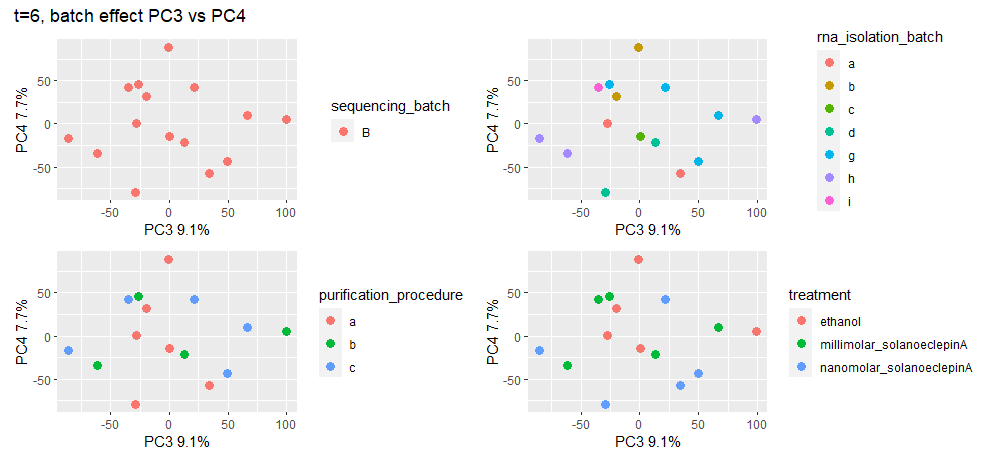 t=6, batch effect PC3 vs PC4
PC4 7.7%
50
0
-50
-50
0
50
100
PC3 9.1%
sequencing_batch
B
PC4 7.7%
50
0
-50
-50
0
50
100
PC3 9.1%
rna_isolation_batch
a
b
c
d
g
h
i
PC4 7.7%
50
0
-50
-50
0
50
100
PC3 9.1%
purification_procedure
a
b
c
PC4 7.7%
50
0
-50
-50
0
50
100
PC3 9.1%
treatment
ethanol
millimolar_solanoeclepinA
nanomolar_solanoeclepinA